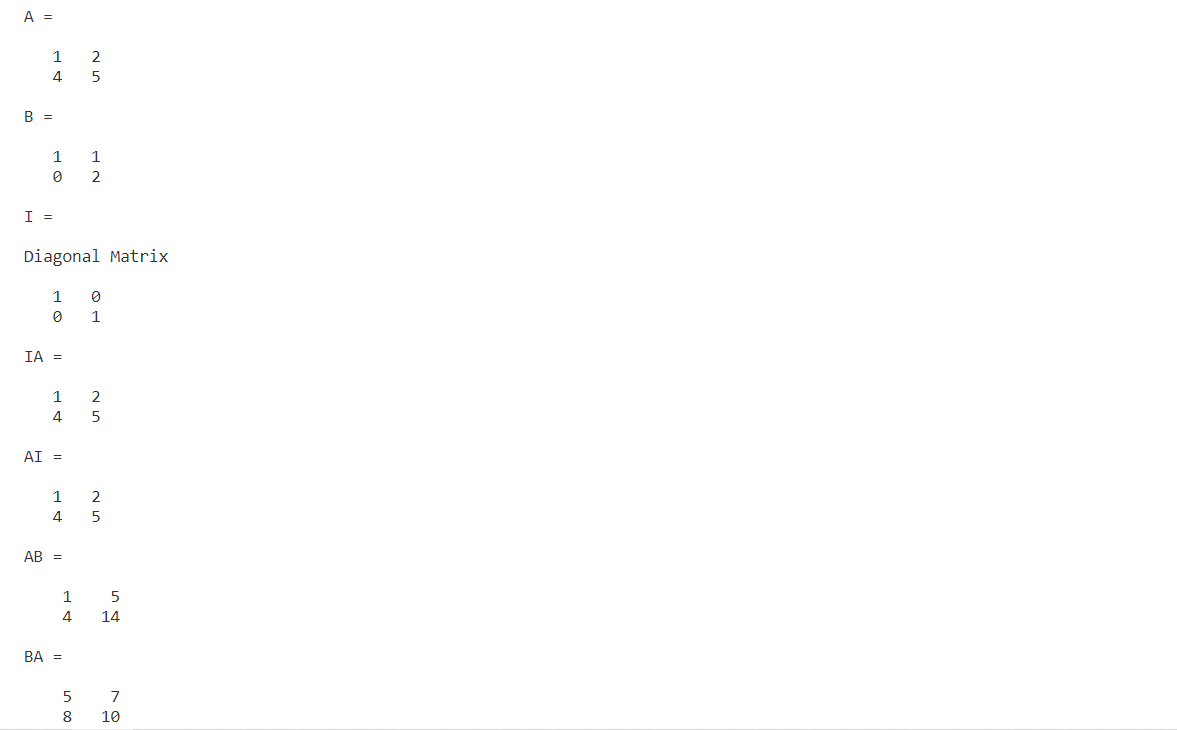 A =
1 2
4 5
B =
1 1
0 2
I =
Diagonal Matrix
1 0
0 1
IA =
1 2
4 5
AI =
1 2
4 5
AB =
1 5
4 14
BA =
5 7
8 10